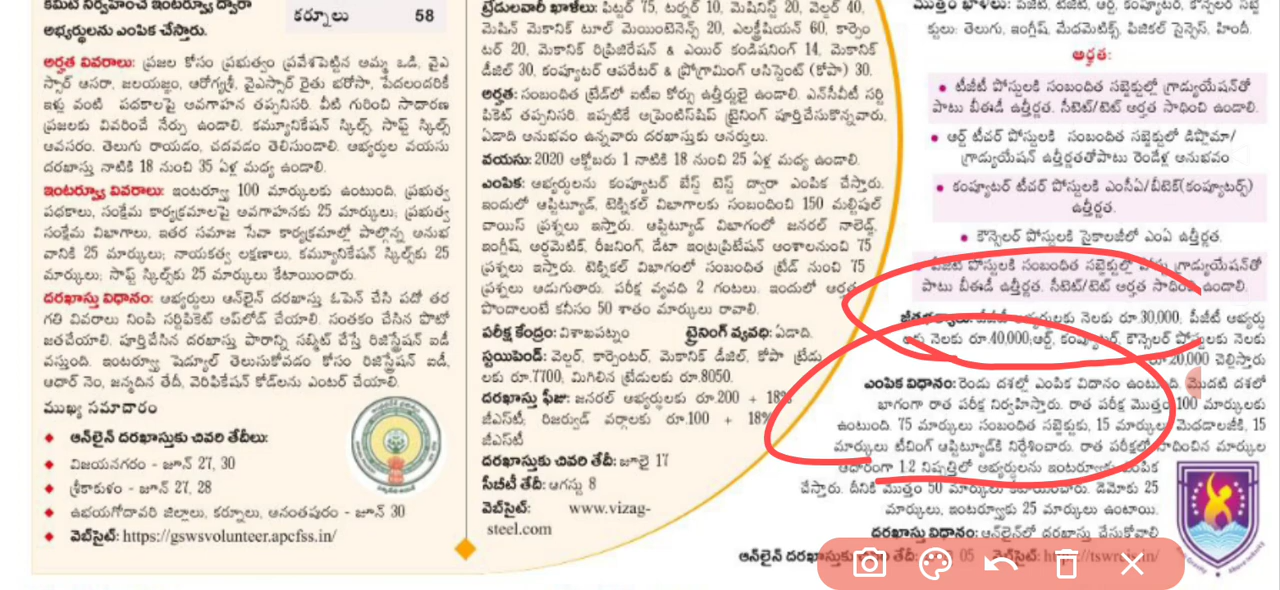 కమిటీ నిర్వహించే ఇంటర్వ్యూ ద్వారా
అభ్యర్థులను ఎంపిక చేస్తారు.
కర్నూలు 58
అర్హత వివరాలు: ప్రజల కోసం ప్రభుత్వం ప్రవేశపెట్టిన అమ్మ ఒడి, వైఎ
స్సార్ ఆసరా, జలయజ్ఞం, ఆరోగ్యశ్రీ, వైఎస్సార్ రైతు భరోసా, పేదలందరికీ
ఇళ్లు వంటి పథకాలపై అవగాహన తప్పనిసరి. వీటి గురించి సాధారణ
ప్రజలకు వివరించే నేర్పు ఉండాలి. కమ్యూనికేషన్ స్కిల్స్, సాఫ్ట్ స్కిల్స్
అవసరం. తెలుగు రాయడం, చదవడం తెలిసుండాలి. అభ్యర్థుల వయసు
దరఖాస్తు నాటికి 18 నుంచి 35 ఏళ్ల మధ్య ఉండాలి.
ఇంటర్వ్యూ వివరాలు: ఇంటర్వ్యూ 100 మార్కులకు ఉంటుంది. ప్రభుత్వ
పథకాలు, సంక్షేమ కార్యక్రమాలపై అవగాహనకు 25 మార్కులు; ప్రభుత్వ
సంక్షేమ విభాగాలు, ఇతర సమాజ సేవా కార్యక్రమాల్లో పాల్గొన్న అనుభ
వానికి 25 మార్కులు; నాయకత్వ లక్షణాలు, కమ్యూనికేషన్ స్కిల్స్‌కు 25
మార్కులు; సాఫ్ట్ స్కిల్స్‌కు 25 మార్కులు కేటాయించారు.
దరఖాస్తు విధానం: అభ్యర్థులు ఆన్‌లైన్ దరఖాస్తు ఓపెన్ చేసి పదో తర
గతి వివరాలు నింపి సర్టిఫికెట్ అప్‌లోడ్ చేయాలి. సంతకం చేసిన ఫొటో
జతచేయాలి. పూర్తిచేసిన దరఖాస్తు పారాన్ని సబ్మిట్ చేస్తే రిజిస్ట్రేషన్ ఐడీ
వస్తుంది. ఇంటర్వ్యూ షెడ్యూల్ తెలుసుకోవడం కోసం రిజిస్ట్రేషన్ ఐడీ,
ఆధార్ నెం, జన్మదిన తేదీ, వెరిఫికేషన్ కోడ్‌లను ఎంటర్ చేయాలి.
ముఖ్య సమాచారం
◆ ఆన్‌లైన్ దరఖాస్తుకు చివరి తేదీలు:
◆ విజయనగరం - జూన్ 27, 30
◆ శ్రీకాకుళం - జూన్ 27, 28
◆ ఉభయగోదావరి జిల్లాలు, కర్నూలు, అనంతపురం - జూన్ 30
◆ వెబ్‌సైట్: https://gswsvolunteer.apcfss.in/
ట్రేడులవారీ ఖాళీలు: ఫిట్టర్ 75, టర్నర్ 10, మెషినిస్ట్ 20, వెల్డర్ 40,
మెషిన్ మెకానిక్ టూల్ మెయింటెనెన్స్ 20, ఎలక్ట్రీషియన్ 60, కార్పెం
టర్ 20, మెకానిక్ రిఫ్రిజిరేషన్ & ఎయిర్ కండిషనింగ్ 14, మెకానిక్
డీజిల్ 30, కంప్యూటర్ ఆపరేటర్ & ప్రోగ్రామింగ్ అసిస్టెంట్ (కోపా) 30.
అర్హత: సంబంధిత ట్రేడ్‌లో ఐటీఐ కోర్సు ఉత్తీర్ణులై ఉండాలి. ఎన్‌సీవీటీ సర్టి
ఫికెట్ తప్పనిసరి. ఇప్పటికే అప్రెంటిస్‌షిప్ ట్రైనింగ్ పూర్తిచేసుకొన్నవారు,
ఏడాది అనుభవం ఉన్నవారు దరఖాస్తుకు అనర్హులు.
వయసు: 2020 అక్టోబరు 1 నాటికి 18 నుంచి 25 ఏళ్ల మధ్య ఉండాలి.
ఎంపిక: అభ్యర్థులను కంప్యూటర్ బేస్డ్ టెస్ట్ ద్వారా ఎంపిక చేస్తారు.
ఇందులో ఆప్టిట్యూడ్, టెక్నికల్ విభాగాలకు సంబంధించి 150 మల్టిపుల్
చాయిస్ ప్రశ్నలు ఇస్తారు. ఆప్టిట్యూడ్ విభాగంలో జనరల్ నాలెడ్జ్,
ఇంగ్లీష్, అర్థమెటిక్, రీజనింగ్, డేటా ఇంట్రప్రిటేషన్ అంశాలనుంచి 75
ప్రశ్నలు ఇస్తారు. టెక్నికల్ విభాగంలో సంబంధిత ట్రేడ్ నుంచి 75
ప్రశ్నలు అడుగుతారు. పరీక్ష వ్యవధి 2 గంటలు. ఇందులో అర్హత
పొందాలంటే కనీసం 50 శాతం మార్కులు రావాలి.
పరీక్ష కేంద్రం: విశాఖపట్నం ట్రైనింగ్ వ్యవధి: ఏడాది.
స్టయిపెండ్: వెల్డర్, కార్పెంటర్, మెకానిక్ డీజిల్, కోపా ట్రేడు
లకు రూ.7700, మిగిలిన ట్రేడులకు రూ.8050.
దరఖాస్తు ఫీజు: జనరల్ అభ్యర్థులకు రూ.200 + 18%
జీఎస్‌టీ, రిజర్వుడ్ వర్గాలకు రూ.100 + 18%
జీఎస్‌టీ
దరఖాస్తుకు చివరి తేదీ: జూలై 17
సీబీటీ తేదీ: ఆగస్టు 8
వెబ్‌సైట్: www.vizag-
steel.com
మొత్తం ఖాళీలు: పీజీటీ, టీజీటీ, ఆర్ట్, కంప్యూటర్, కౌన్సెలర్ సబ్జె
క్టులు: తెలుగు, ఇంగ్లీష్, మేథమెటిక్స్, ఫిజికల్ సైన్సెస్, హిందీ.
అర్హత:
• టీజీటీ పోస్టులకి సంబంధిత సబ్జెక్టుల్లో గ్రాడ్యుయేషన్‌తో
పాటు బీఈడీ ఉత్తీర్ణత. సీటెట్/టెట్ అర్హత సాధించి ఉండాలి.
• ఆర్ట్ టీచర్ పోస్టులకి సంబంధిత సబ్జెక్టులో డిప్లొమా/
గ్రాడ్యుయేషన్ ఉత్తీర్ణతతోపాటు రెండేళ్ల అనుభవం
• కంప్యూటర్ టీచర్ పోస్టులకి ఎంసీఏ/బీటెక్(కంప్యూటర్స్)
ఉత్తీర్ణత.
• కౌన్సెలర్ పోస్టులకి సైకాలజీలో ఎంఏ ఉత్తీర్ణత.
• పీజీటీ పోస్టులకి సంబంధిత సబ్జెక్టుల్లో పోస్టు గ్రాడ్యుయేషన్‌తో
పాటు బీఈడీ ఉత్తీర్ణత. సీటెట్/టెట్ అర్హత సాధించి ఉండాలి.
నెలకు రూ.30,000, పీజీటీ అభ్యర్థు
లకు నెలకు రూ.40,000,ఆర్ట్, కంప్యూటర్, కౌన్సెలర్ పోస్టులకు నెలకు
రూ.20,000 చెల్లిస్తారు
ఎంపిక విధానం: రెండు దశల్లో ఎంపిక విధానం ఉంటుంది. మొదటి దశలో
భాగంగా రాత పరీక్ష నిర్వహిస్తారు. రాత పరీక్ష మొత్తం 100 మార్కులకు
ఉంటుంది. 75 మార్కులు సంబంధిత సబ్జెక్టుకు, 15 మార్కులు మెథడాలజీకి, 15
మార్కులు టీచింగ్ ఆప్టిట్యూడ్‌కి నిర్దేశించారు. రాత పరీక్షల్లో సాధించిన మార్కుల
ఆధారంగా 1:2 నిష్పత్తిలో అభ్యర్థులను ఇంటర్వ్యూకు ఎంపిక
చేస్తారు. దీనికి మొత్తం 50 మార్కులు కేటాయించారు. డెమోకు 25
మార్కులు, ఇంటర్వ్యూకు 25 మార్కులు ఉంటాయి.
దరఖాస్తు విధానం: ఆన్‌లైన్‌లో దరఖాస్తు చేసుకోవాలి
ఆన్‌లైన్ దరఖాస్తుకు తేదీ: 05 వెబ్‌సైట్: https://tswreis.in/